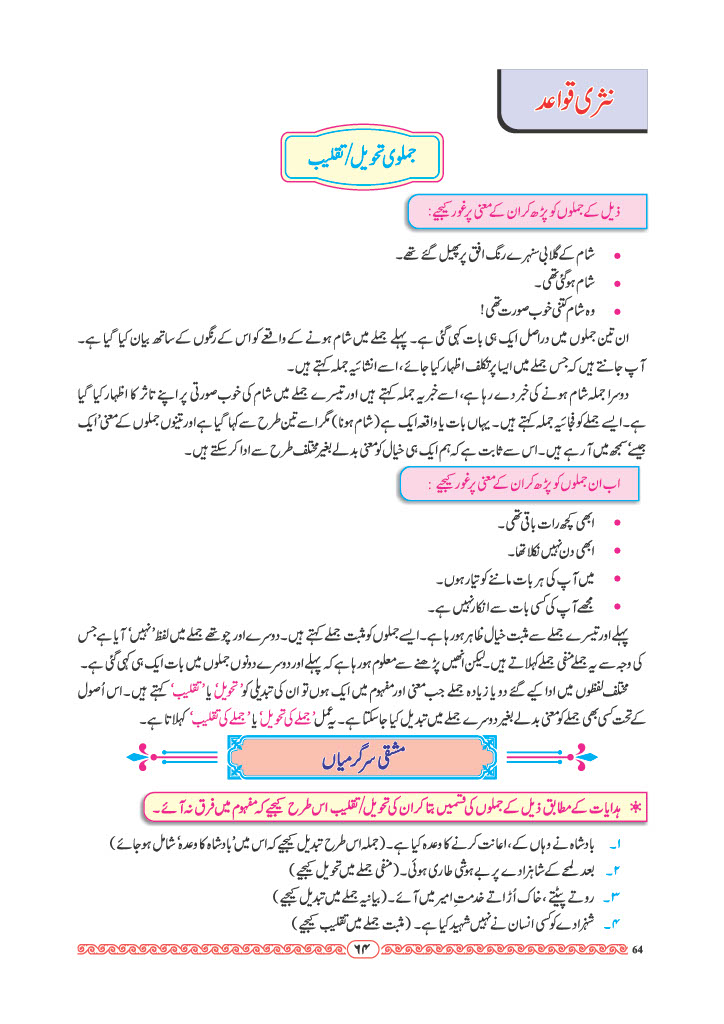 نثری قواعد
جملوی تحویل/تقلیب
ذیل کے جملوں کو پڑھ کر ان کے معنی پر غور کیجیے :
• شام کے گلابی سنہرے رنگ افق پر پھیل گئے تھے۔
• شام ہو گئی تھی۔
• وہ شام کتنی خوب صورت تھی!
ان تین جملوں میں دراصل ایک ہی بات کہی گئی ہے۔ پہلے جملے میں شام ہونے کے واقعے کو اس کے رنگوں کے ساتھ بیان کیا گیا ہے۔
آپ جانتے ہیں کہ جس جملے میں ایسا پر تکلف اظہار کیا جائے، اسے انشائیہ جملہ کہتے ہیں۔
دوسرا جملہ شام ہونے کی خبر دے رہا ہے، اسے خبریہ جملہ کہتے ہیں اور تیسرے جملے میں شام کی خوب صورتی پر اپنے تاثر کا اظہار کیا گیا
ہے۔ ایسے جملے کو فجائیہ جملہ کہتے ہیں۔ یہاں بات یا واقعہ ایک ہے (شام ہونا) مگر اسے تین طرح سے کہا گیا ہے اور تینوں جملوں کے معنی 'ایک
جیسے' سمجھ میں آ رہے ہیں۔ اس سے ثابت ہے کہ ہم ایک ہی خیال کو معنی بدلے بغیر مختلف طرح سے ادا کر سکتے ہیں۔
اب ان جملوں کو پڑھ کر ان کے معنی پر غور کیجیے :
• ابھی کچھ رات باقی تھی۔
• ابھی دن نہیں نکلا تھا۔
• میں آپ کی ہر بات ماننے کو تیار ہوں۔
• مجھے آپ کی کسی بات سے انکار نہیں ہے۔
پہلے اور تیسرے جملے سے مثبت خیال ظاہر ہو رہا ہے۔ ایسے جملوں کو مثبت جملے کہتے ہیں۔ دوسرے اور چوتھے جملے میں لفظ 'نہیں' آیا ہے جس
کی وجہ سے یہ جملے منفی جملے کہلاتے ہیں۔ لیکن انھیں پڑھنے سے معلوم ہو رہا ہے کہ پہلے اور دوسرے دونوں جملوں میں بات ایک ہی کہی گئی ہے۔
مختلف لفظوں میں ادا کیے گئے دو یا زیادہ جملے جب معنی اور مفہوم میں ایک ہوں تو ان کی تبدیلی کو 'تحویل' یا 'تقلیب' کہتے ہیں۔ اس اُصول
کے تحت کسی بھی جملے کو معنی بدلے بغیر دوسرے جملے میں تبدیل کیا جا سکتا ہے۔ یہ عمل 'جملے کی تحویل' یا 'جملے کی تقلیب' کہلاتا ہے۔
مشقی سرگرمیاں
* ہدایات کے مطابق ذیل کے جملوں کی قسمیں بتا کر ان کی تحویل/تقلیب اس طرح کیجیے کہ مفہوم میں فرق نہ آئے۔
۱۔ بادشاہ نے وہاں کے، اعانت کرنے کا وعدہ کیا ہے۔ (جملہ اس طرح تبدیل کیجیے کہ اس میں 'بادشاہ کا وعدہ' شامل ہو جائے)
۲۔ بعد لمحے کے شاہزادے پر بے ہوشی طاری ہوئی۔ (منفی جملے میں تحویل کیجیے)
۳۔ روتے پیٹتے، خاک اُڑاتے خدمتِ امیر میں آئے۔ (بیانیہ جملے میں تبدیل کیجیے)
۴۔ شہزادے کو کسی انسان نے نہیں شہید کیا ہے۔ (مثبت جملے میں تقلیب کیجیے)
۶۴
64